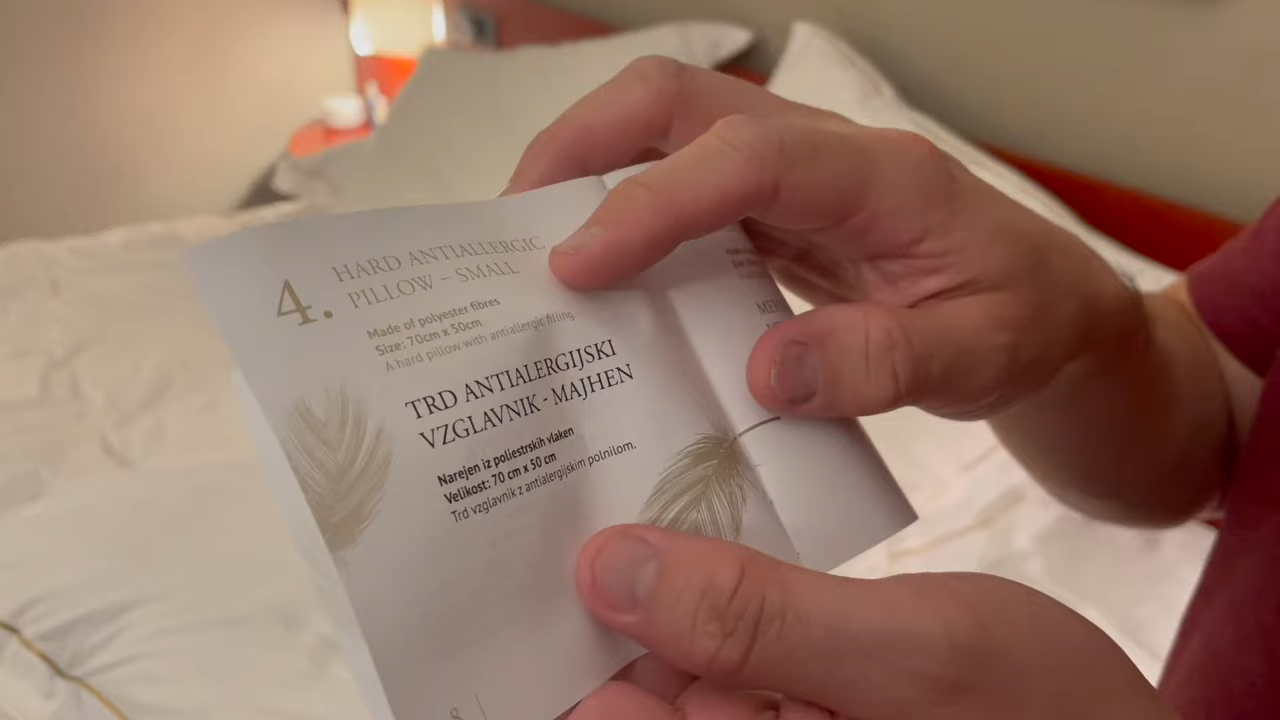 4. HARD ANTIALLERGIC
PILLOW – SMALL
Made of polyester fibres
Size: 70cm x 50cm
A hard pillow with antiallergic filling.
TRD ANTIALERGIJSKI
VZGLAVNIK - MAJHEN
Narejen iz poliestrskih vlaken
Velikost: 70 cm x 50 cm
Trd vzglavnik z antialergijskim polnilom.
8